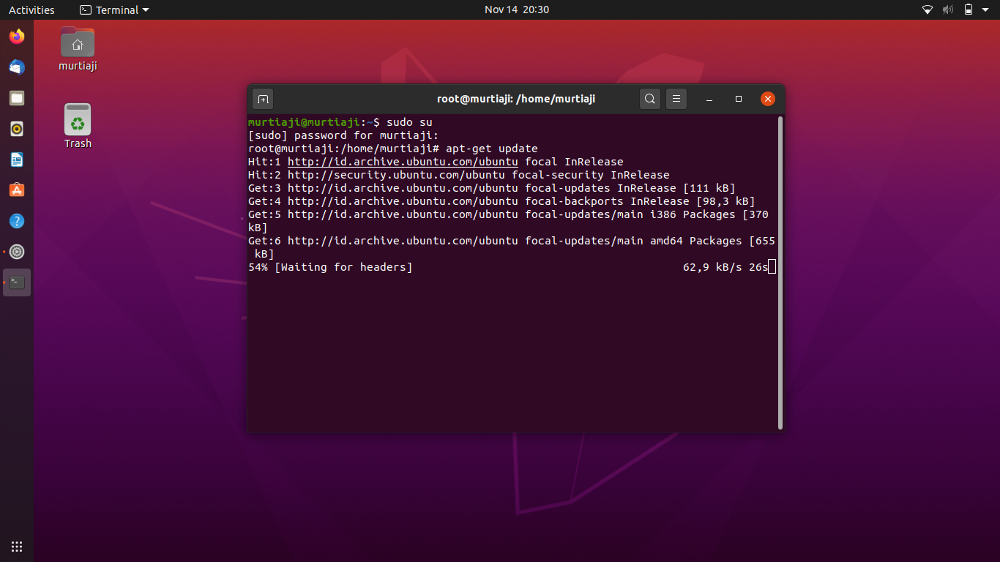 Activities
Terminal
Nov 14 20:30
murtiaji
Trash
root@murtiaji: /home/murtiaji
murtiaji@murtiaji:~$ sudo su
[sudo] password for murtiaji:
root@murtiaji:/home/murtiaji# apt-get update
Hit:1 http://id.archive.ubuntu.com/ubuntu focal InRelease
Hit:2 http://security.ubuntu.com/ubuntu focal-security InRelease
Get:3 http://id.archive.ubuntu.com/ubuntu focal-updates InRelease [111 kB]
Get:4 http://id.archive.ubuntu.com/ubuntu focal-backports InRelease [98,3 kB]
Get:5 http://id.archive.ubuntu.com/ubuntu focal-updates/main i386 Packages [370
kB]
Get:6 http://id.archive.ubuntu.com/ubuntu focal-updates/main amd64 Packages [655
 kB]
54% [Waiting for headers] 62,9 kB/s 26s